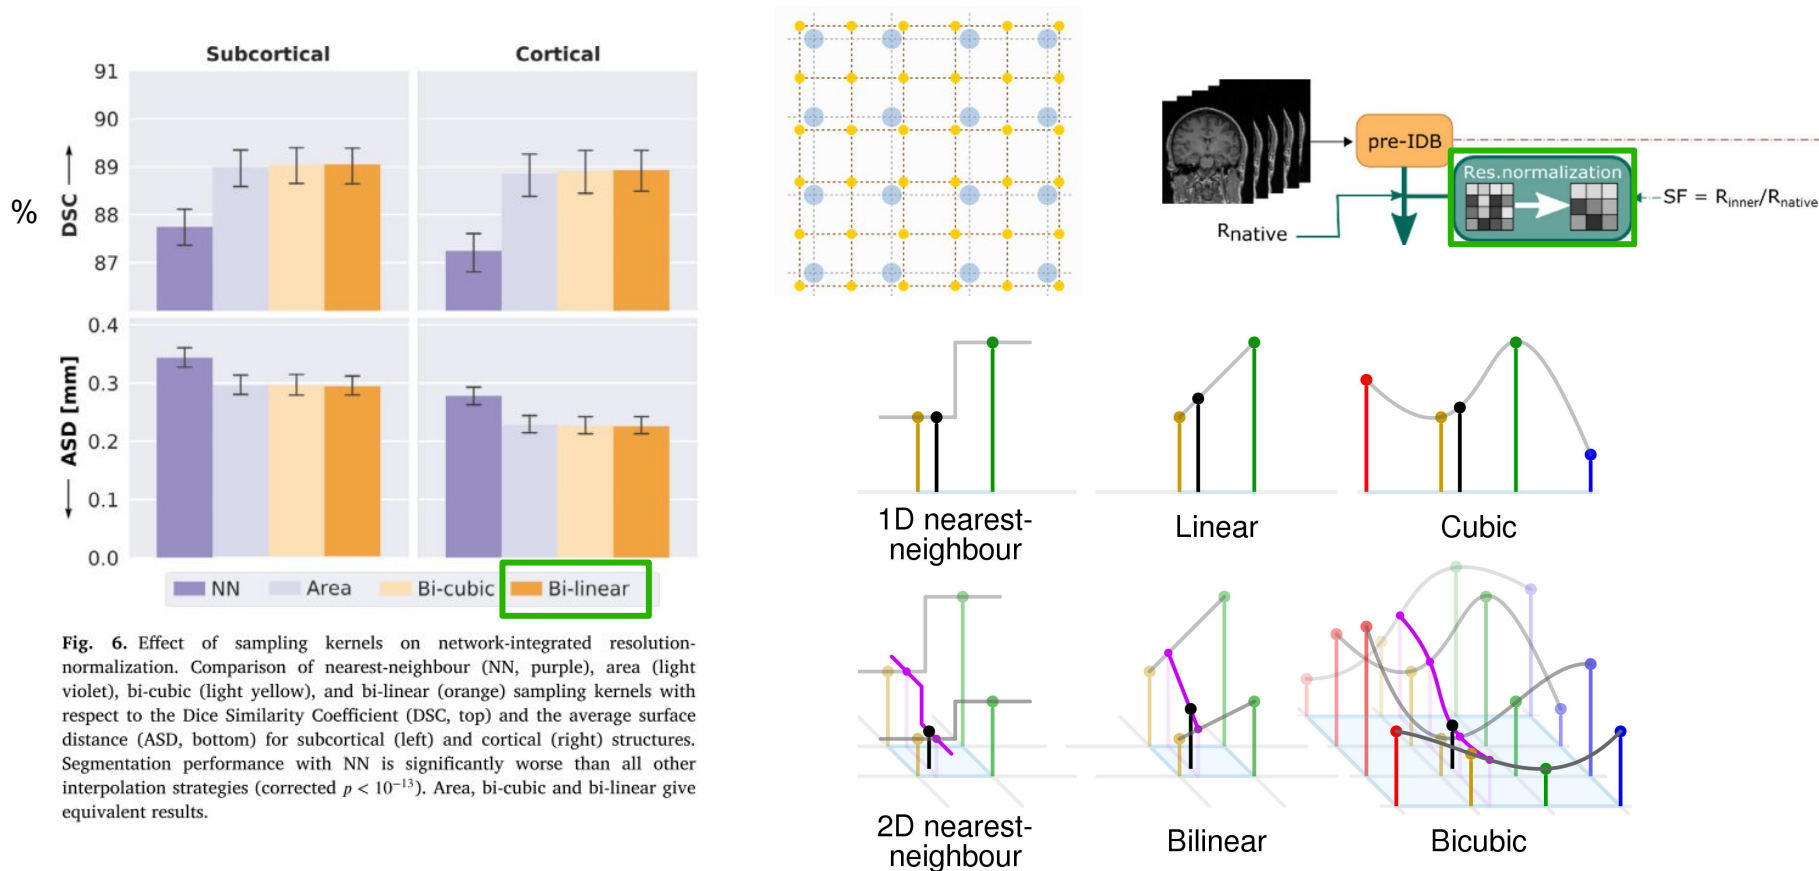 Subcortical
Cortical
91
90
89
88
87
% DSC
0.4
0.3
0.2
0.1
0.0
ASD [mm]
NN Area Bi-cubic Bi-linear
Fig. 6. Effect of sampling kernels on network-integrated resolution-
normalization. Comparison of nearest-neighbour (NN, purple), area (light
violet), bi-cubic (light yellow), and bi-linear (orange) sampling kernels with
respect to the Dice Similarity Coefficient (DSC, top) and the average surface
distance (ASD, bottom) for subcortical (left) and cortical (right) structures.
Segmentation performance with NN is significantly worse than all other
interpolation strategies (corrected p < 10⁻¹³). Area, bi-cubic and bi-linear give
equivalent results.
pre-IDB
Res.normalization
SF = Rinner/Rnative
Rnative
1D nearest-
neighbour
Linear
Cubic
2D nearest-
neighbour
Bilinear
Bicubic